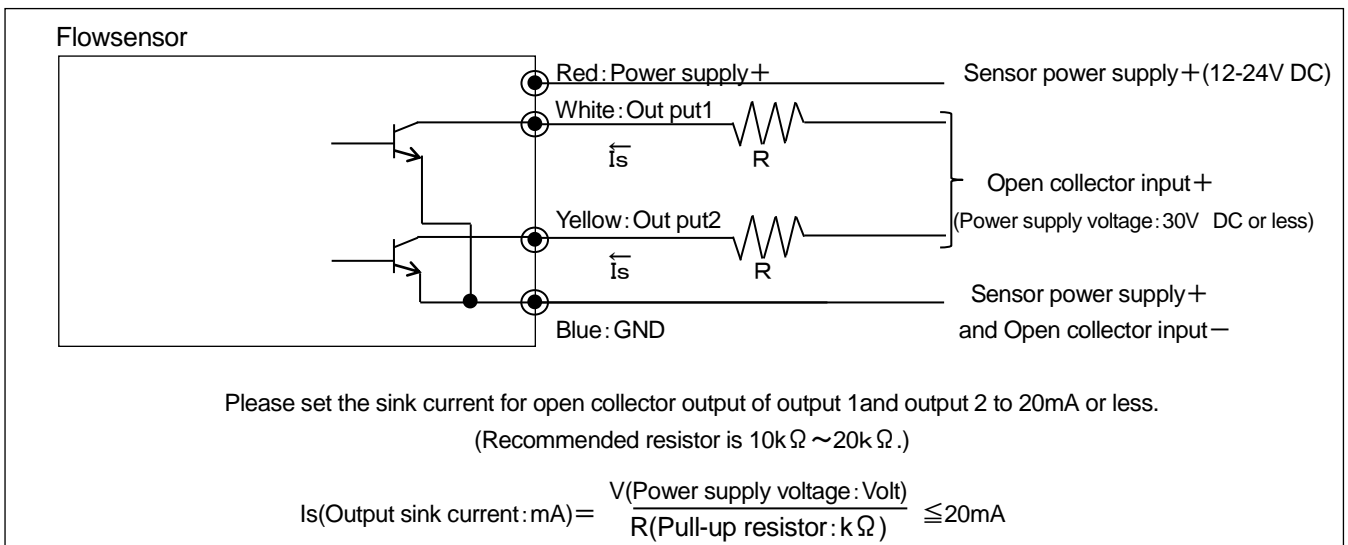 Flowsensor
Red:Power supply+
Sensor power supply+(12-24V DC)
White:Out put1
Is
R
Open collector input+
(Power supply voltage:30V DC or less)
Yellow:Out put2
Is
R
Sensor power supply+
and Open collector input-
Blue:GND
Please set the sink current for open collector output of output 1and output 2 to 20mA or less.
(Recommended resistor is 10kΩ~20kΩ.)
V(Power supply voltage:Volt)
Is(Output sink current:mA)= ≦20mA
R(Pull-up resistor:kΩ)